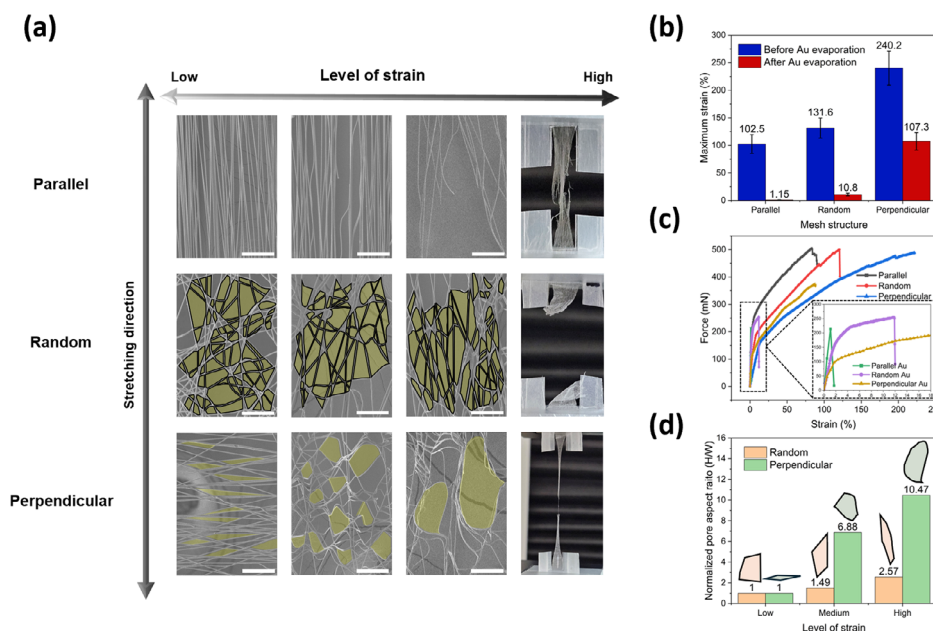 (a)
Low
Level of strain
High
Stretching direction
Parallel
Random
Perpendicular
(b)
Maximum strain (%)
300
250
200
150
100
50
0
Before Au evaporation
After Au evaporation
102.5
1.15
131.6
10.8
240.2
107.3
Parallel
Random
Perpendicular
Mesh structure
(c)
Force (mN)
500
400
300
200
100
0
Parallel
Random
Perpendicular
Parallel Au
Random Au
Perpendicular Au
0
50
100
150
200
Strain (%)
(d)
Normalized pore aspect ratio (H/W)
16
14
12
10
8
6
4
2
0
Random
Perpendicular
1
1
1.49
6.88
2.57
10.47
Low
Medium
High
Level of strain